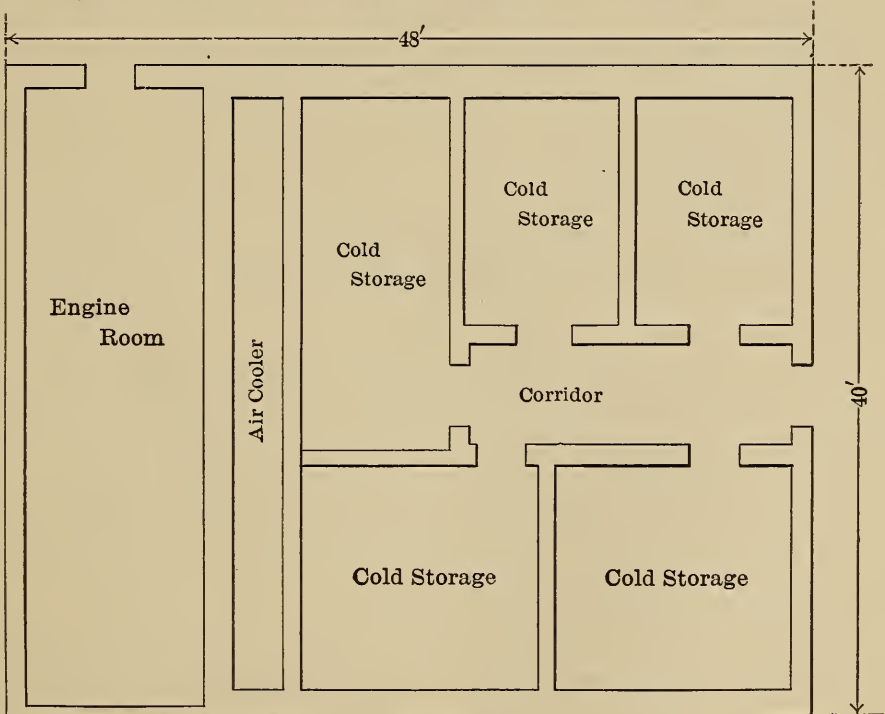 48'
Cold
Storage
Cold
Storage
Cold
Storage
Engine
Room
Air Cooler
Corridor
40'
Cold Storage
Cold Storage